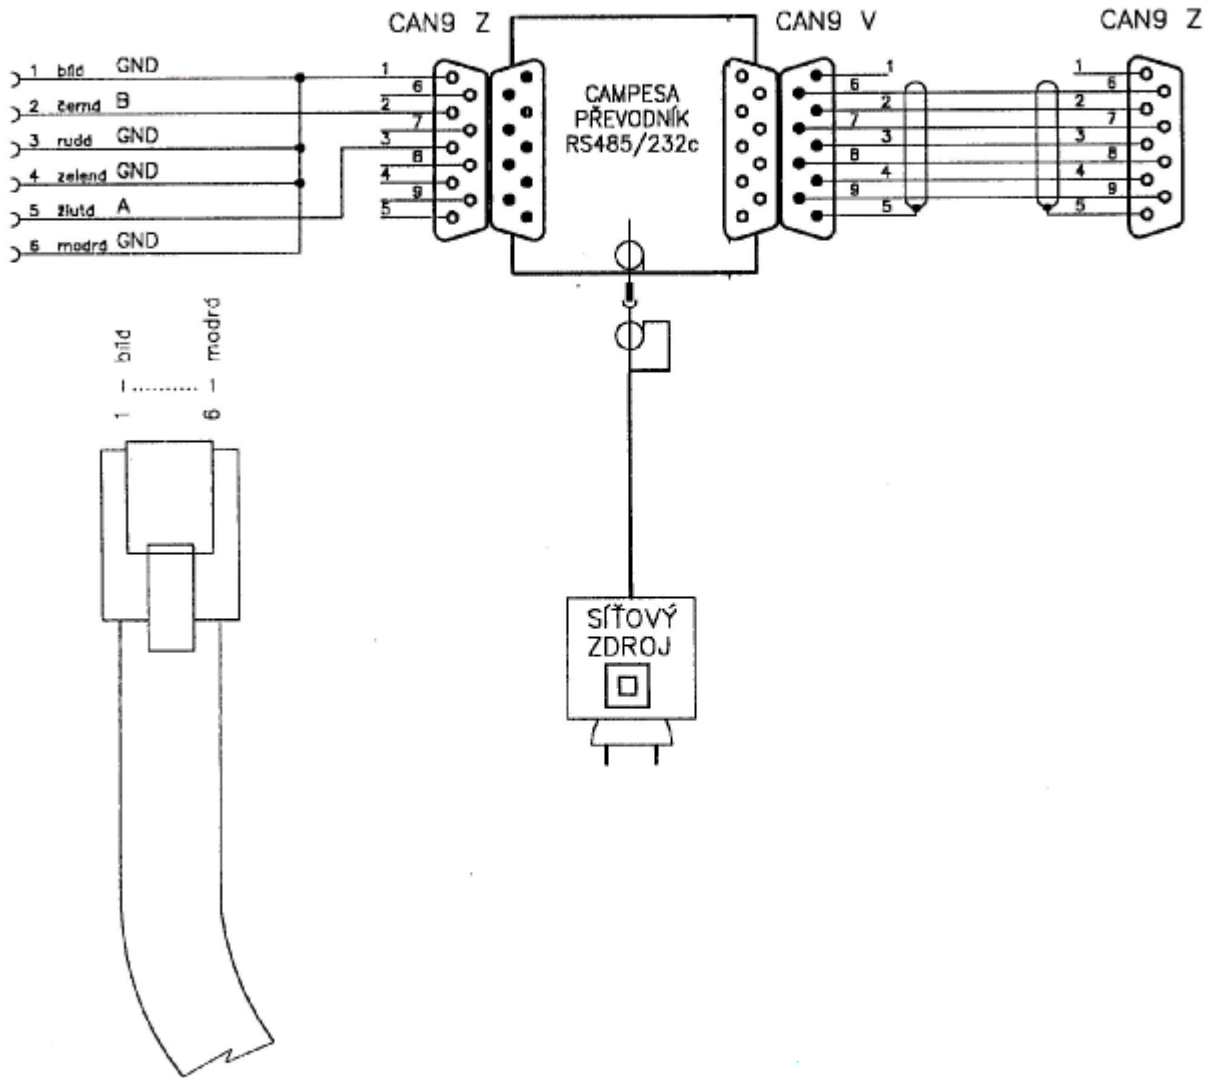 CAN9 Z
CAN9 V
CAN9 Z
1 bílá GND
2 černá B
3 rudá GND
4 zelená GND
5 žlutá A
6 modrá GND
1
6
2
7
3
8
4
9
5
CAMPESA
PŘEVODNÍK
RS485/232c
1
6
2
7
3
8
4
9
5
1
6
2
7
3
8
4
9
5
1 – bílá
6 – modrá
SÍŤOVÝ
ZDROJ